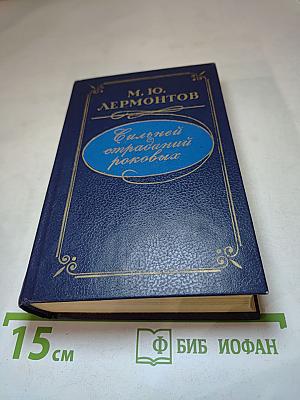 М. Ю.
ЛЕРМОНТОВ
Сильней
страданий
роковых
15 см
Ф БИБ ИОФАН